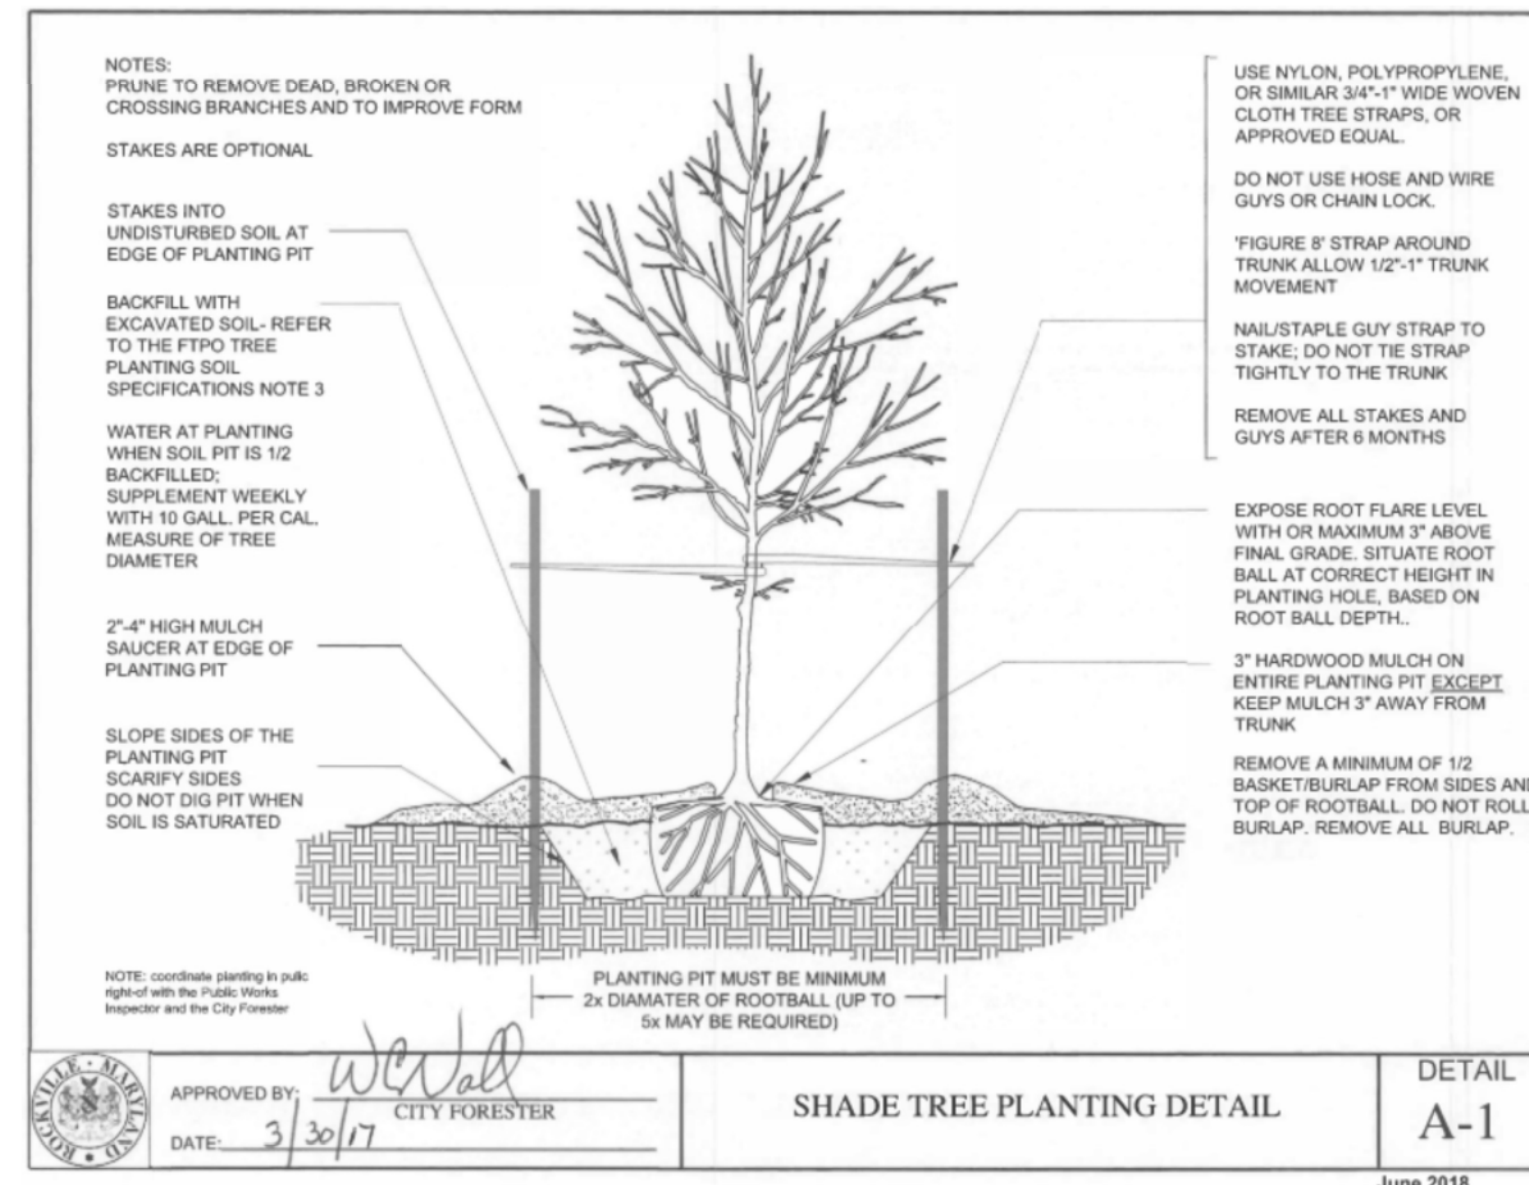 NOTES:
PRUNE TO REMOVE DEAD, BROKEN OR
CROSSING BRANCHES AND TO IMPROVE FORM
STAKES ARE OPTIONAL
STAKES INTO
UNDISTURBED SOIL AT
EDGE OF PLANTING PIT
BACKFILL WITH
EXCAVATED SOIL- REFER
TO THE FTPO TREE
PLANTING SOIL
SPECIFICATIONS NOTE 3
WATER AT PLANTING
WHEN SOIL PIT IS 1/2
BACKFILLED;
SUPPLEMENT WEEKLY
WITH 10 GALL. PER CAL.
MEASURE OF TREE
DIAMETER
2"-4" HIGH MULCH
SAUCER AT EDGE OF
PLANTING PIT
SLOPE SIDES OF THE
PLANTING PIT
SCARIFY SIDES
DO NOT DIG PIT WHEN
SOIL IS SATURATED
NOTE: coordinate planting in pulic
right-of with the Public Works
Inspector and the City Forester
USE NYLON, POLYPROPYLENE,
OR SIMILAR 3/4"-1" WIDE WOVEN
CLOTH TREE STRAPS, OR
APPROVED EQUAL.
DO NOT USE HOSE AND WIRE
GUYS OR CHAIN LOCK.
'FIGURE 8' STRAP AROUND
TRUNK ALLOW 1/2"-1" TRUNK
MOVEMENT
NAIL/STAPLE GUY STRAP TO
STAKE; DO NOT TIE STRAP
TIGHTLY TO THE TRUNK
REMOVE ALL STAKES AND
GUYS AFTER 6 MONTHS
EXPOSE ROOT FLARE LEVEL
WITH OR MAXIMUM 3" ABOVE
FINAL GRADE. SITUATE ROOT
BALL AT CORRECT HEIGHT IN
PLANTING HOLE, BASED ON
ROOT BALL DEPTH..
3" HARDWOOD MULCH ON
ENTIRE PLANTING PIT EXCEPT
KEEP MULCH 3" AWAY FROM
TRUNK
REMOVE A MINIMUM OF 1/2
BASKET/BURLAP FROM SIDES AND
TOP OF ROOTBALL. DO NOT ROLL
BURLAP. REMOVE ALL BURLAP.
PLANTING PIT MUST BE MINIMUM
2x DIAMATER OF ROOTBALL (UP TO
5x MAY BE REQUIRED)
ROCKVILLE MARYLAND
APPROVED BY: WCWall
CITY FORESTER
DATE: 3/30/17
SHADE TREE PLANTING DETAIL
DETAIL
A-1
June 2018